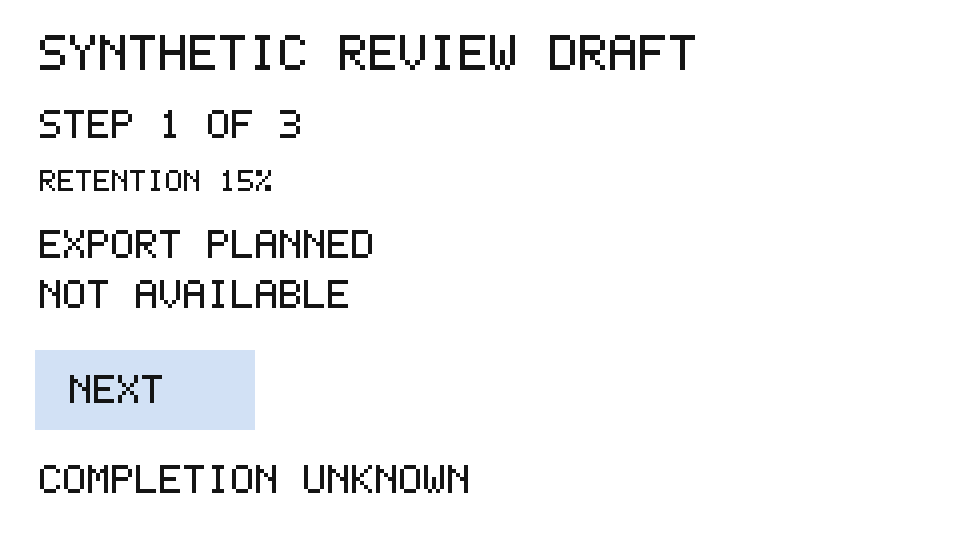 SYNTHETIC REVIEW DRAFT
STEP 1 OF 3
RETENTION 15%
EXPORT PLANNED
NOT AVAILABLE
NEXT
COMPLETION UNKNOWN